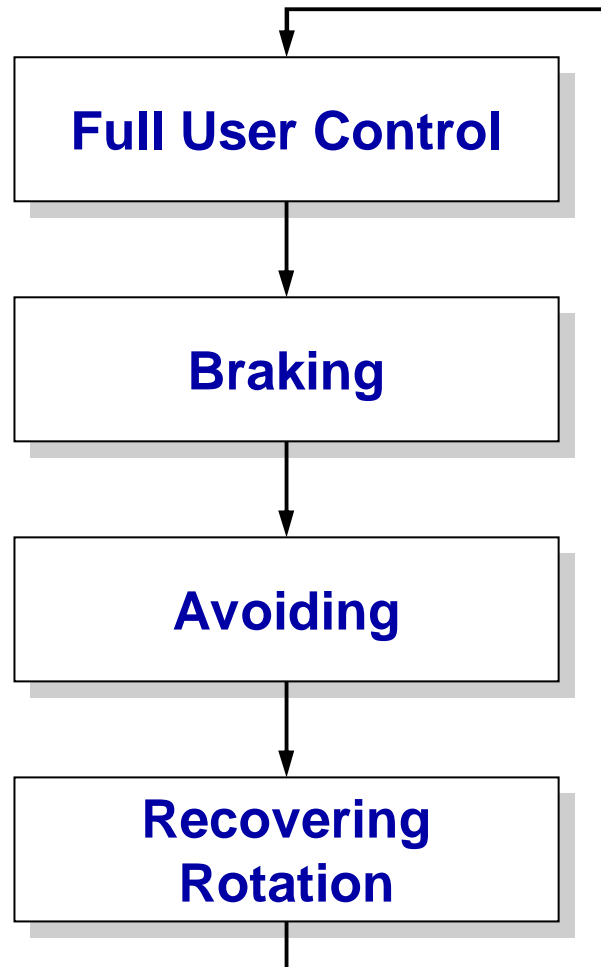 Full User Control
Braking
Avoiding
Recovering
Rotation